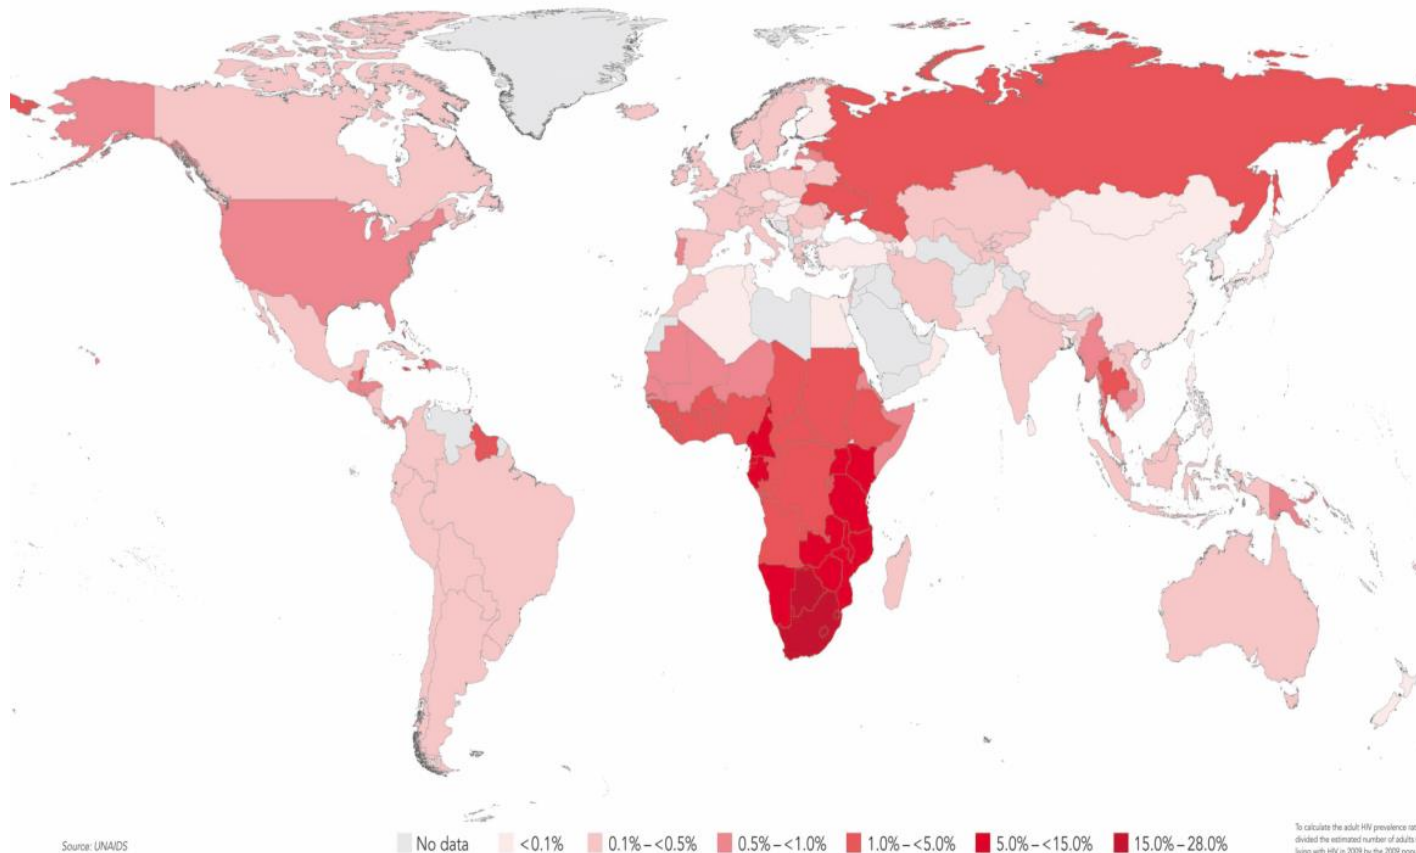 Source: UNAIDS
No data
<0.1%
0.1%–<0.5%
0.5%–<1.0%
1.0%–<5.0%
5.0%–<15.0%
15.0%–28.0%
To calculate the adult HIV prevalence rat
divided the estimated number of adults
living with HIV in 2009 by the 2009